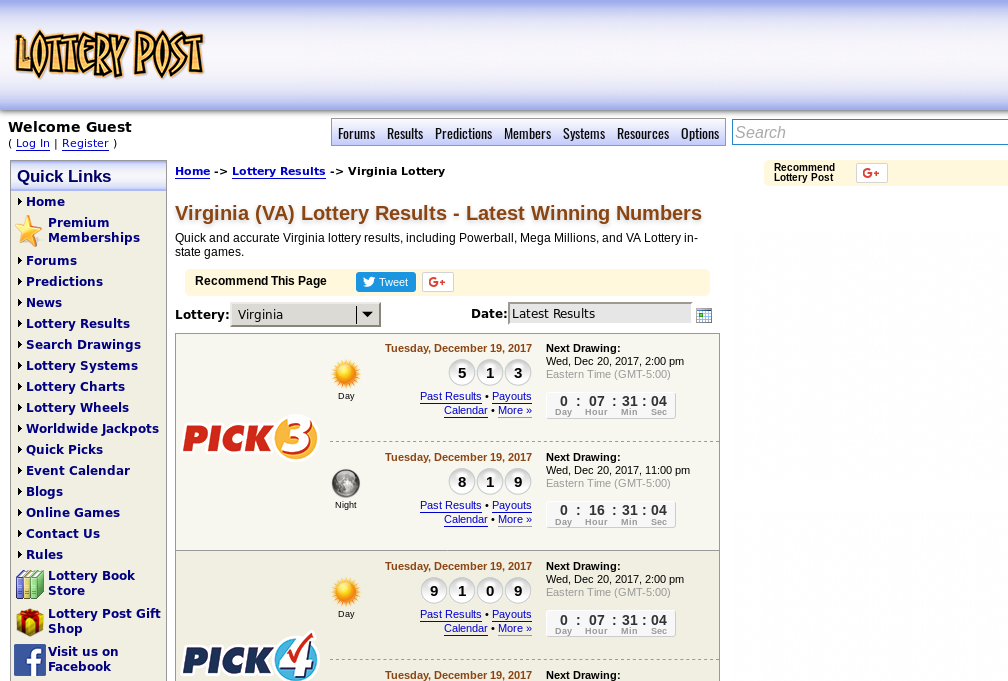 LOTTERY POST
Welcome Guest
( Log In | Register )
Forums Results Predictions Members Systems Resources Options
Search
Quick Links
Home
Premium
Memberships
Forums
Predictions
News
Lottery Results
Search Drawings
Lottery Systems
Lottery Charts
Lottery Wheels
Worldwide Jackpots
Quick Picks
Event Calendar
Blogs
Online Games
Contact Us
Rules
Lottery Book
Store
Lottery Post Gift
Shop
Visit us on
Facebook
Home -> Lottery Results -> Virginia Lottery
Recommend
Lottery Post
G+
Virginia (VA) Lottery Results - Latest Winning Numbers
Quick and accurate Virginia lottery results, including Powerball, Mega Millions, and VA Lottery in-
state games.
Recommend This Page
Tweet
G+
Lottery: Virginia
Date: Latest Results
PICK 3
Day
Tuesday, December 19, 2017
5 1 3
Past Results • Payouts
Calendar • More »
Next Drawing:
Wed, Dec 20, 2017, 2:00 pm
Eastern Time (GMT-5:00)
0 : 07 : 31 : 04
Day Hour Min Sec
Night
Tuesday, December 19, 2017
8 1 9
Past Results • Payouts
Calendar • More »
Next Drawing:
Wed, Dec 20, 2017, 11:00 pm
Eastern Time (GMT-5:00)
0 : 16 : 31 : 04
Day Hour Min Sec
PICK 4
Day
Tuesday, December 19, 2017
9 1 0 9
Past Results • Payouts
Calendar • More »
Next Drawing:
Wed, Dec 20, 2017, 2:00 pm
Eastern Time (GMT-5:00)
0 : 07 : 31 : 04
Day Hour Min Sec
Tuesday, December 19, 2017
Next Drawing: